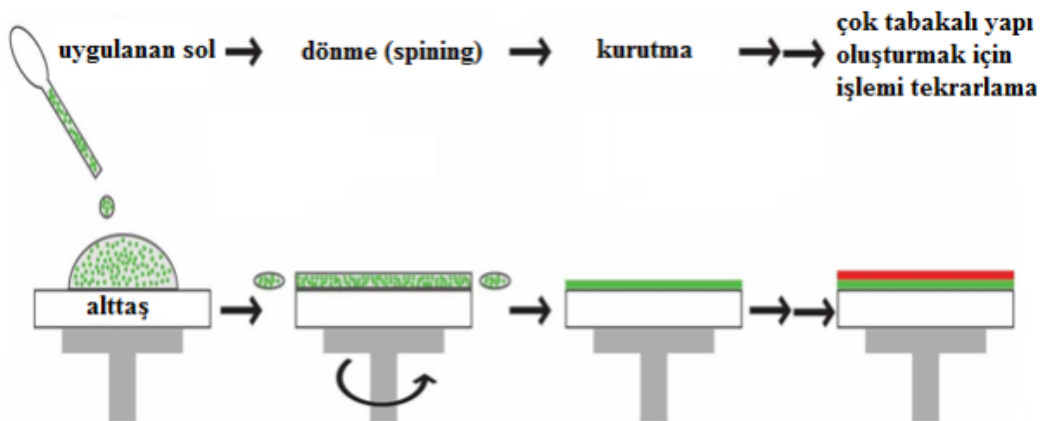 uygulanan sol
dönme (spining)
kurutma
çok tabakalı yapı
oluşturmak için
işlemi tekrarlama
alttaş